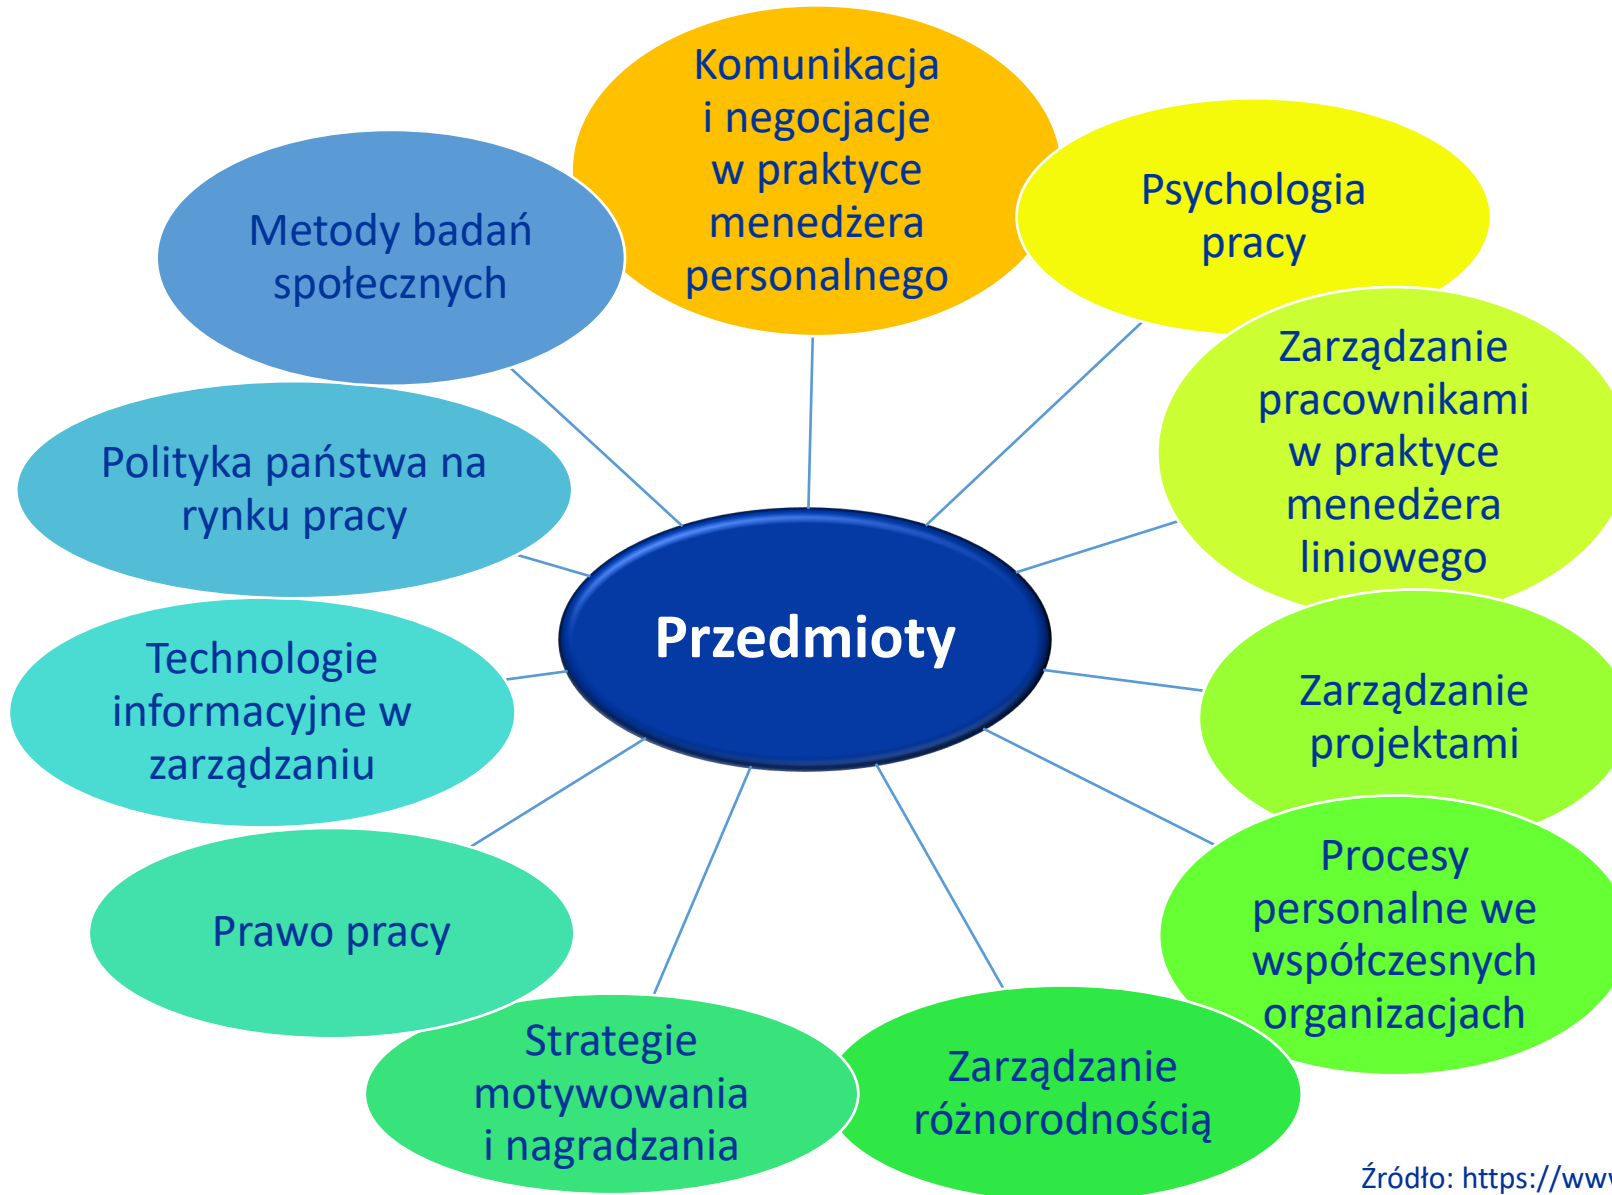 Komunikacja
i negocjacje
w praktyce
menedżera
personalnego
Psychologia
pracy
Zarządzanie
pracownikami
w praktyce
menedżera
liniowego
Zarządzanie
projektami
Procesy
personalne we
współczesnych
organizacjach
Zarządzanie
różnorodnością
Strategie
motywowania
i nagradzania
Prawo pracy
Technologie
informacyjne w
zarządzaniu
Polityka państwa na
rynku pracy
Metody badań
społecznych
Przedmioty
Źródło: https://www